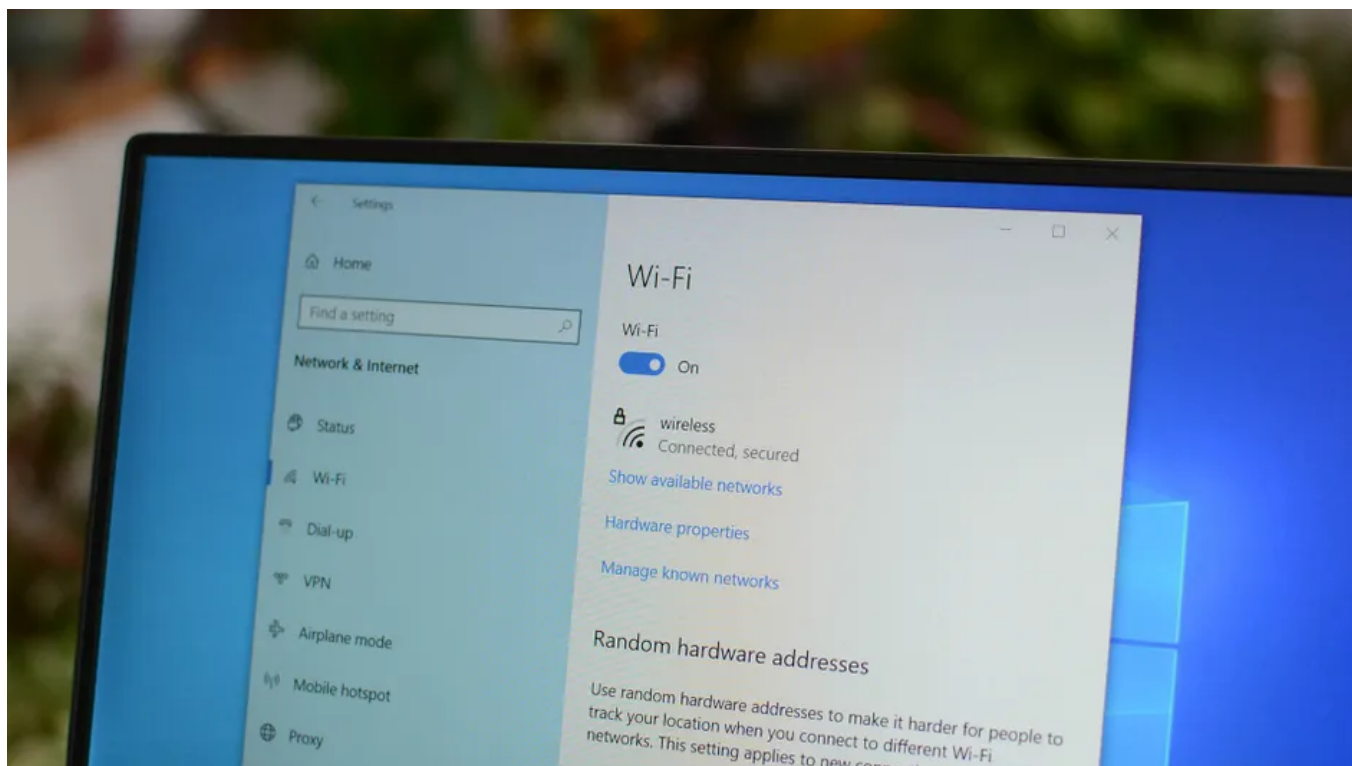 Settings
Home
Find a setting
Network & Internet
Status
Wi-Fi
Dial-up
VPN
Airplane mode
Mobile hotspot
Proxy
Wi-Fi
Wi-Fi
On
wireless
Connected, secured
Show available networks
Hardware properties
Manage known networks
Random hardware addresses
Use random hardware addresses to make it harder for people to
track your location when you connect to different Wi-Fi
networks. This setting applies to new